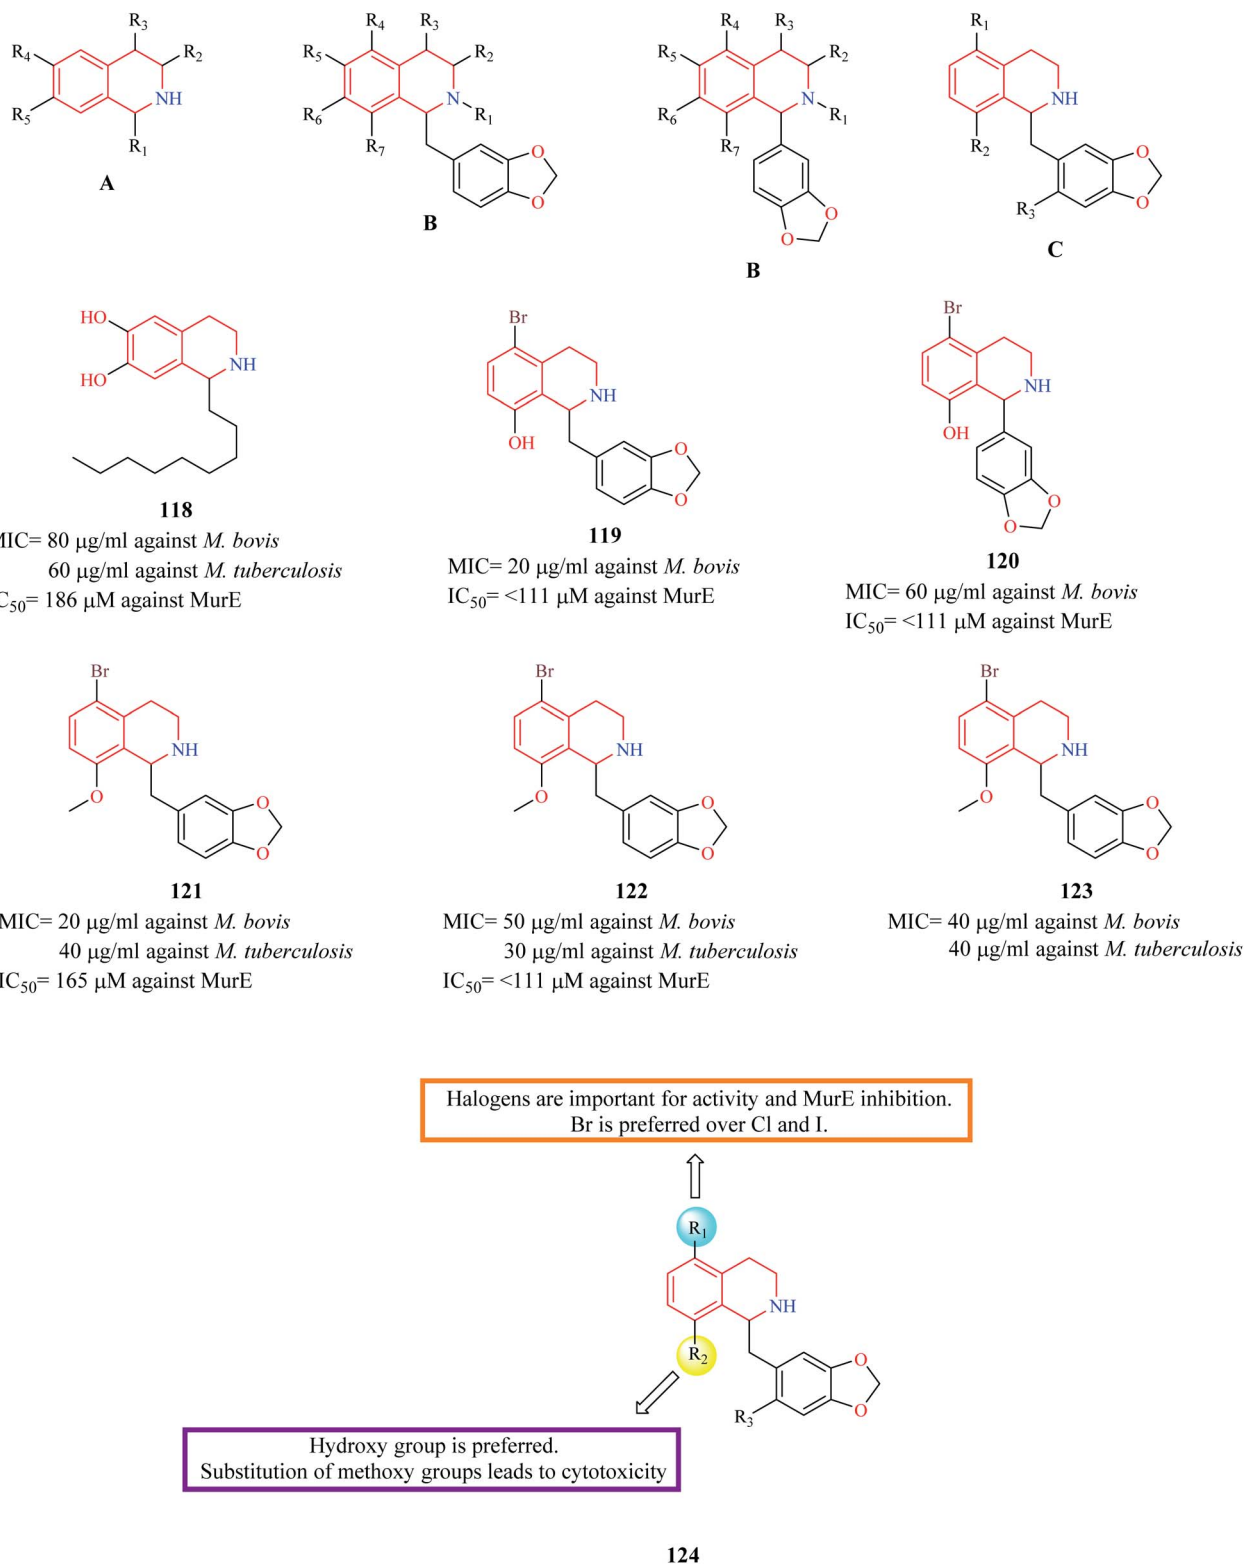 R3
R4
R2
NH
R5
R1
A
R4
R3
R5
R2
N
R6
R1
R7
O
O
B
R4
R3
R5
R2
N
R6
R1
R7
O
O
B
R1
NH
R2
O
R3
O
C
HO
HO
NH
118
MIC= 80 µg/ml against M. bovis
60 µg/ml against M. tuberculosis
C50= 186 µM against MurE
Br
NH
OH
O
O
119
MIC= 20 µg/ml against M. bovis
IC50= <111 µM against MurE
Br
NH
OH
O
O
120
MIC= 60 µg/ml against M. bovis
IC50= <111 µM against MurE
Br
NH
O
O
O
121
MIC= 20 µg/ml against M. bovis
40 µg/ml against M. tuberculosis
IC50= 165 µM against MurE
Br
NH
O
O
O
122
MIC= 50 µg/ml against M. bovis
30 µg/ml against M. tuberculosis
IC50= <111 µM against MurE
Br
NH
O
O
O
123
MIC= 40 µg/ml against M. bovis
40 µg/ml against M. tuberculosis
Halogens are important for activity and MurE inhibition.
Br is preferred over Cl and I.
R1
NH
R2
O
R3
O
Hydroxy group is preferred.
Substitution of methoxy groups leads to cytotoxicity
124